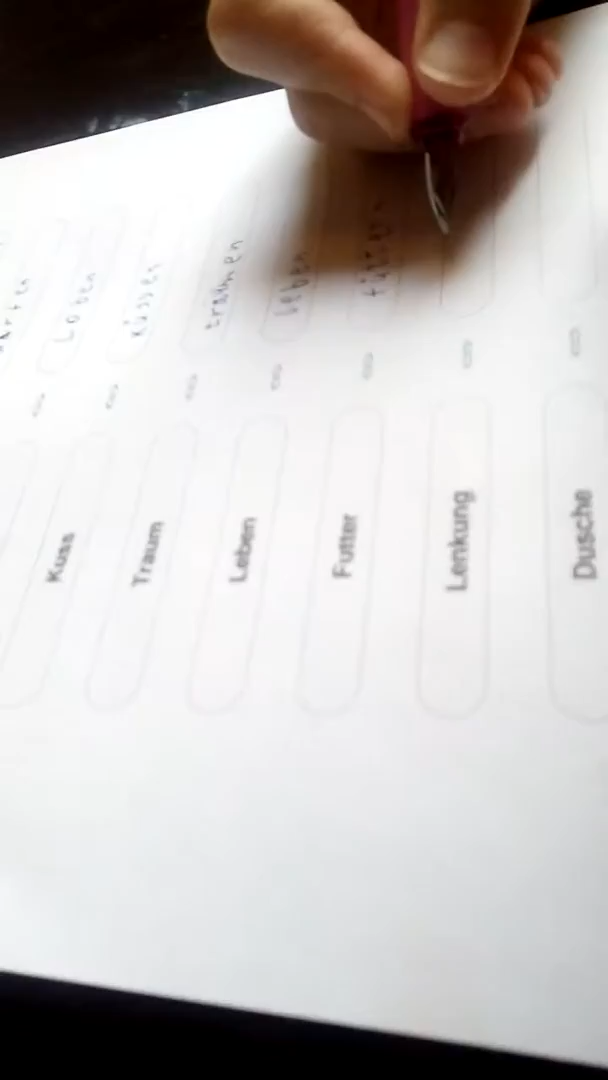 loben
Kuss küssen
Traum träumen
Leben leben
Futter füttern
Lenkung
Dusche